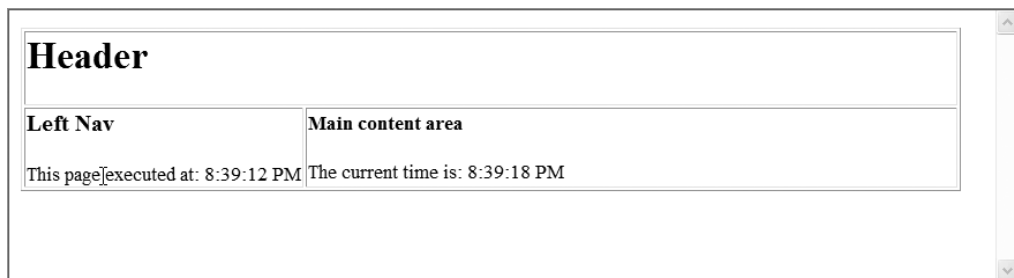 Header
Left Nav
This page executed at: 8:39:12 PM
Main content area
The current time is: 8:39:18 PM